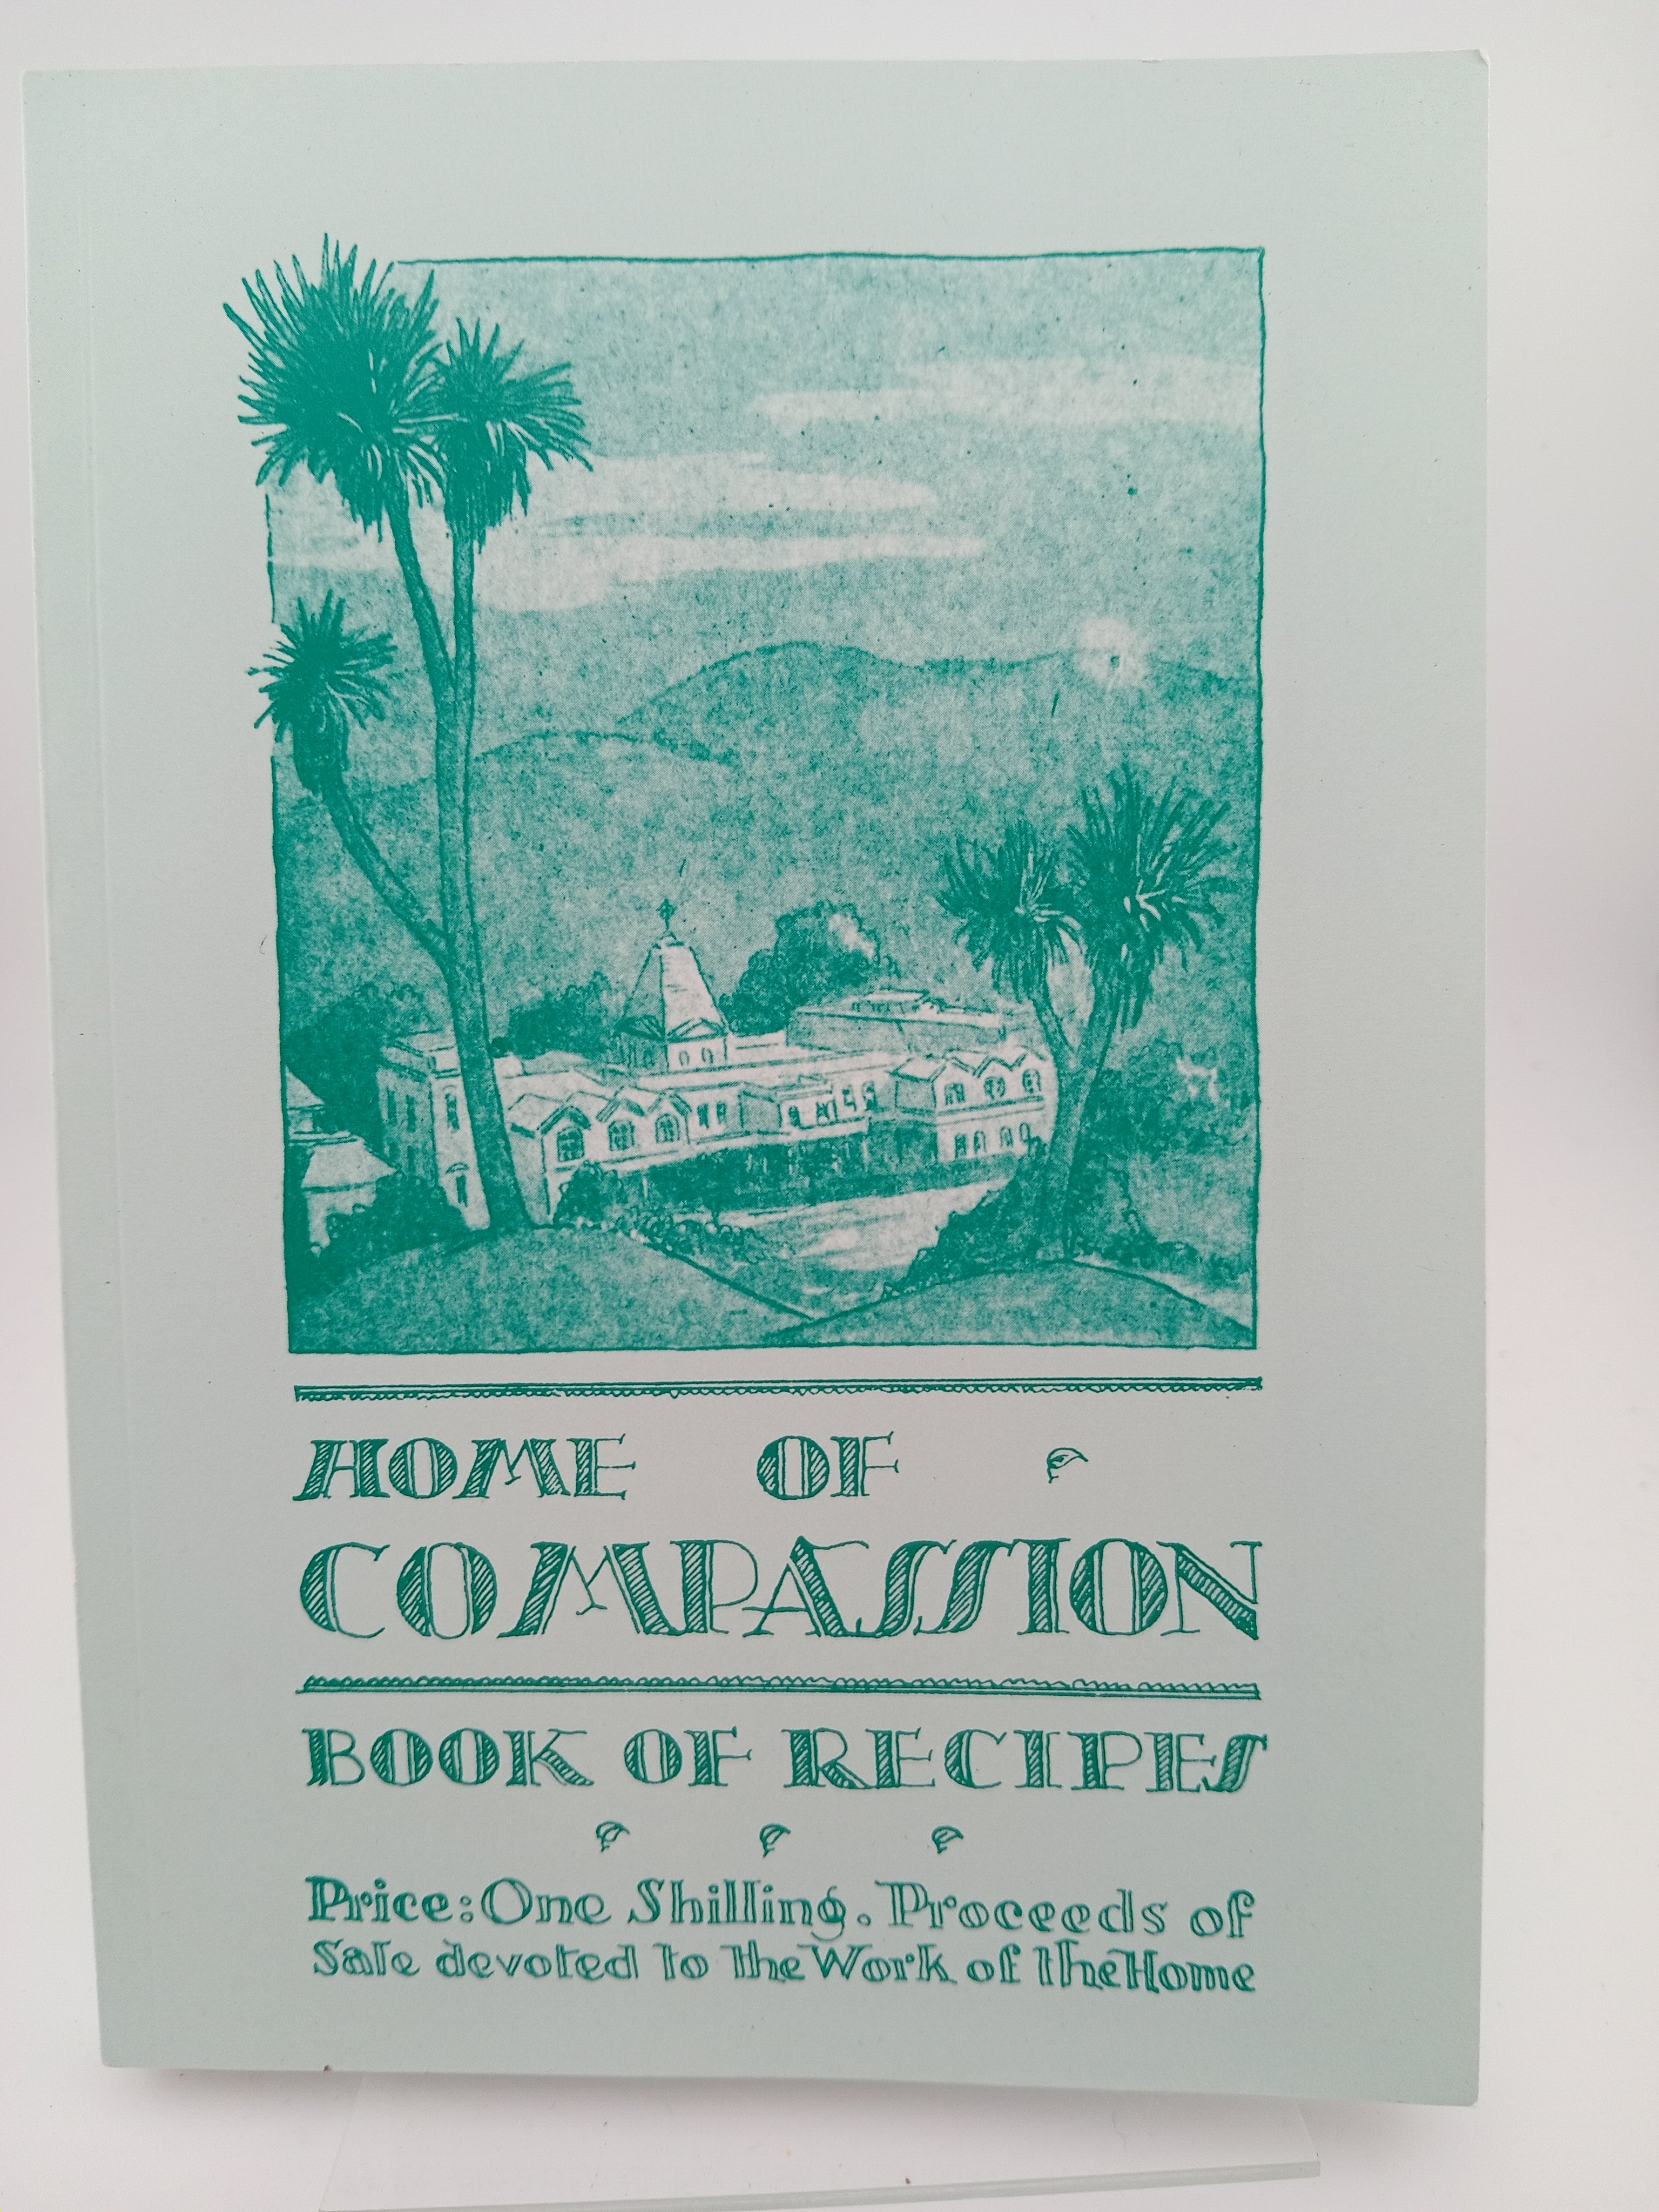 HOME OF
COMPASSION
BOOK OF RECIPES
Price: One Shilling. Proceeds of
Sale devoted to the Work of the Home